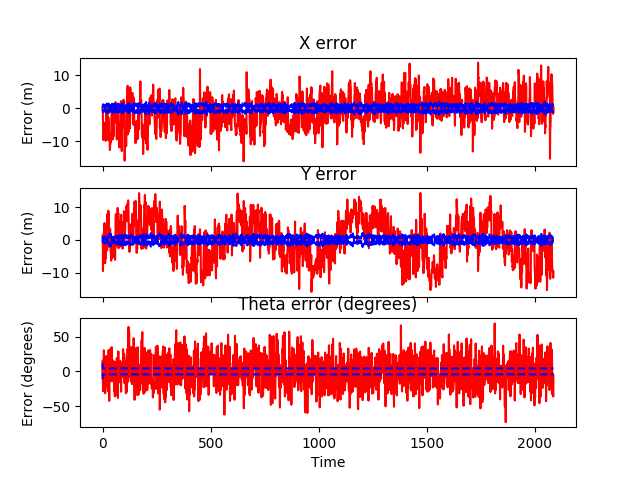 X error
10
0
−10
Error (m)
Y error
10
0
−10
Error (m)
Theta error (degrees)
50
0
−50
Error (degrees)
0 500 1000 1500 2000
Time